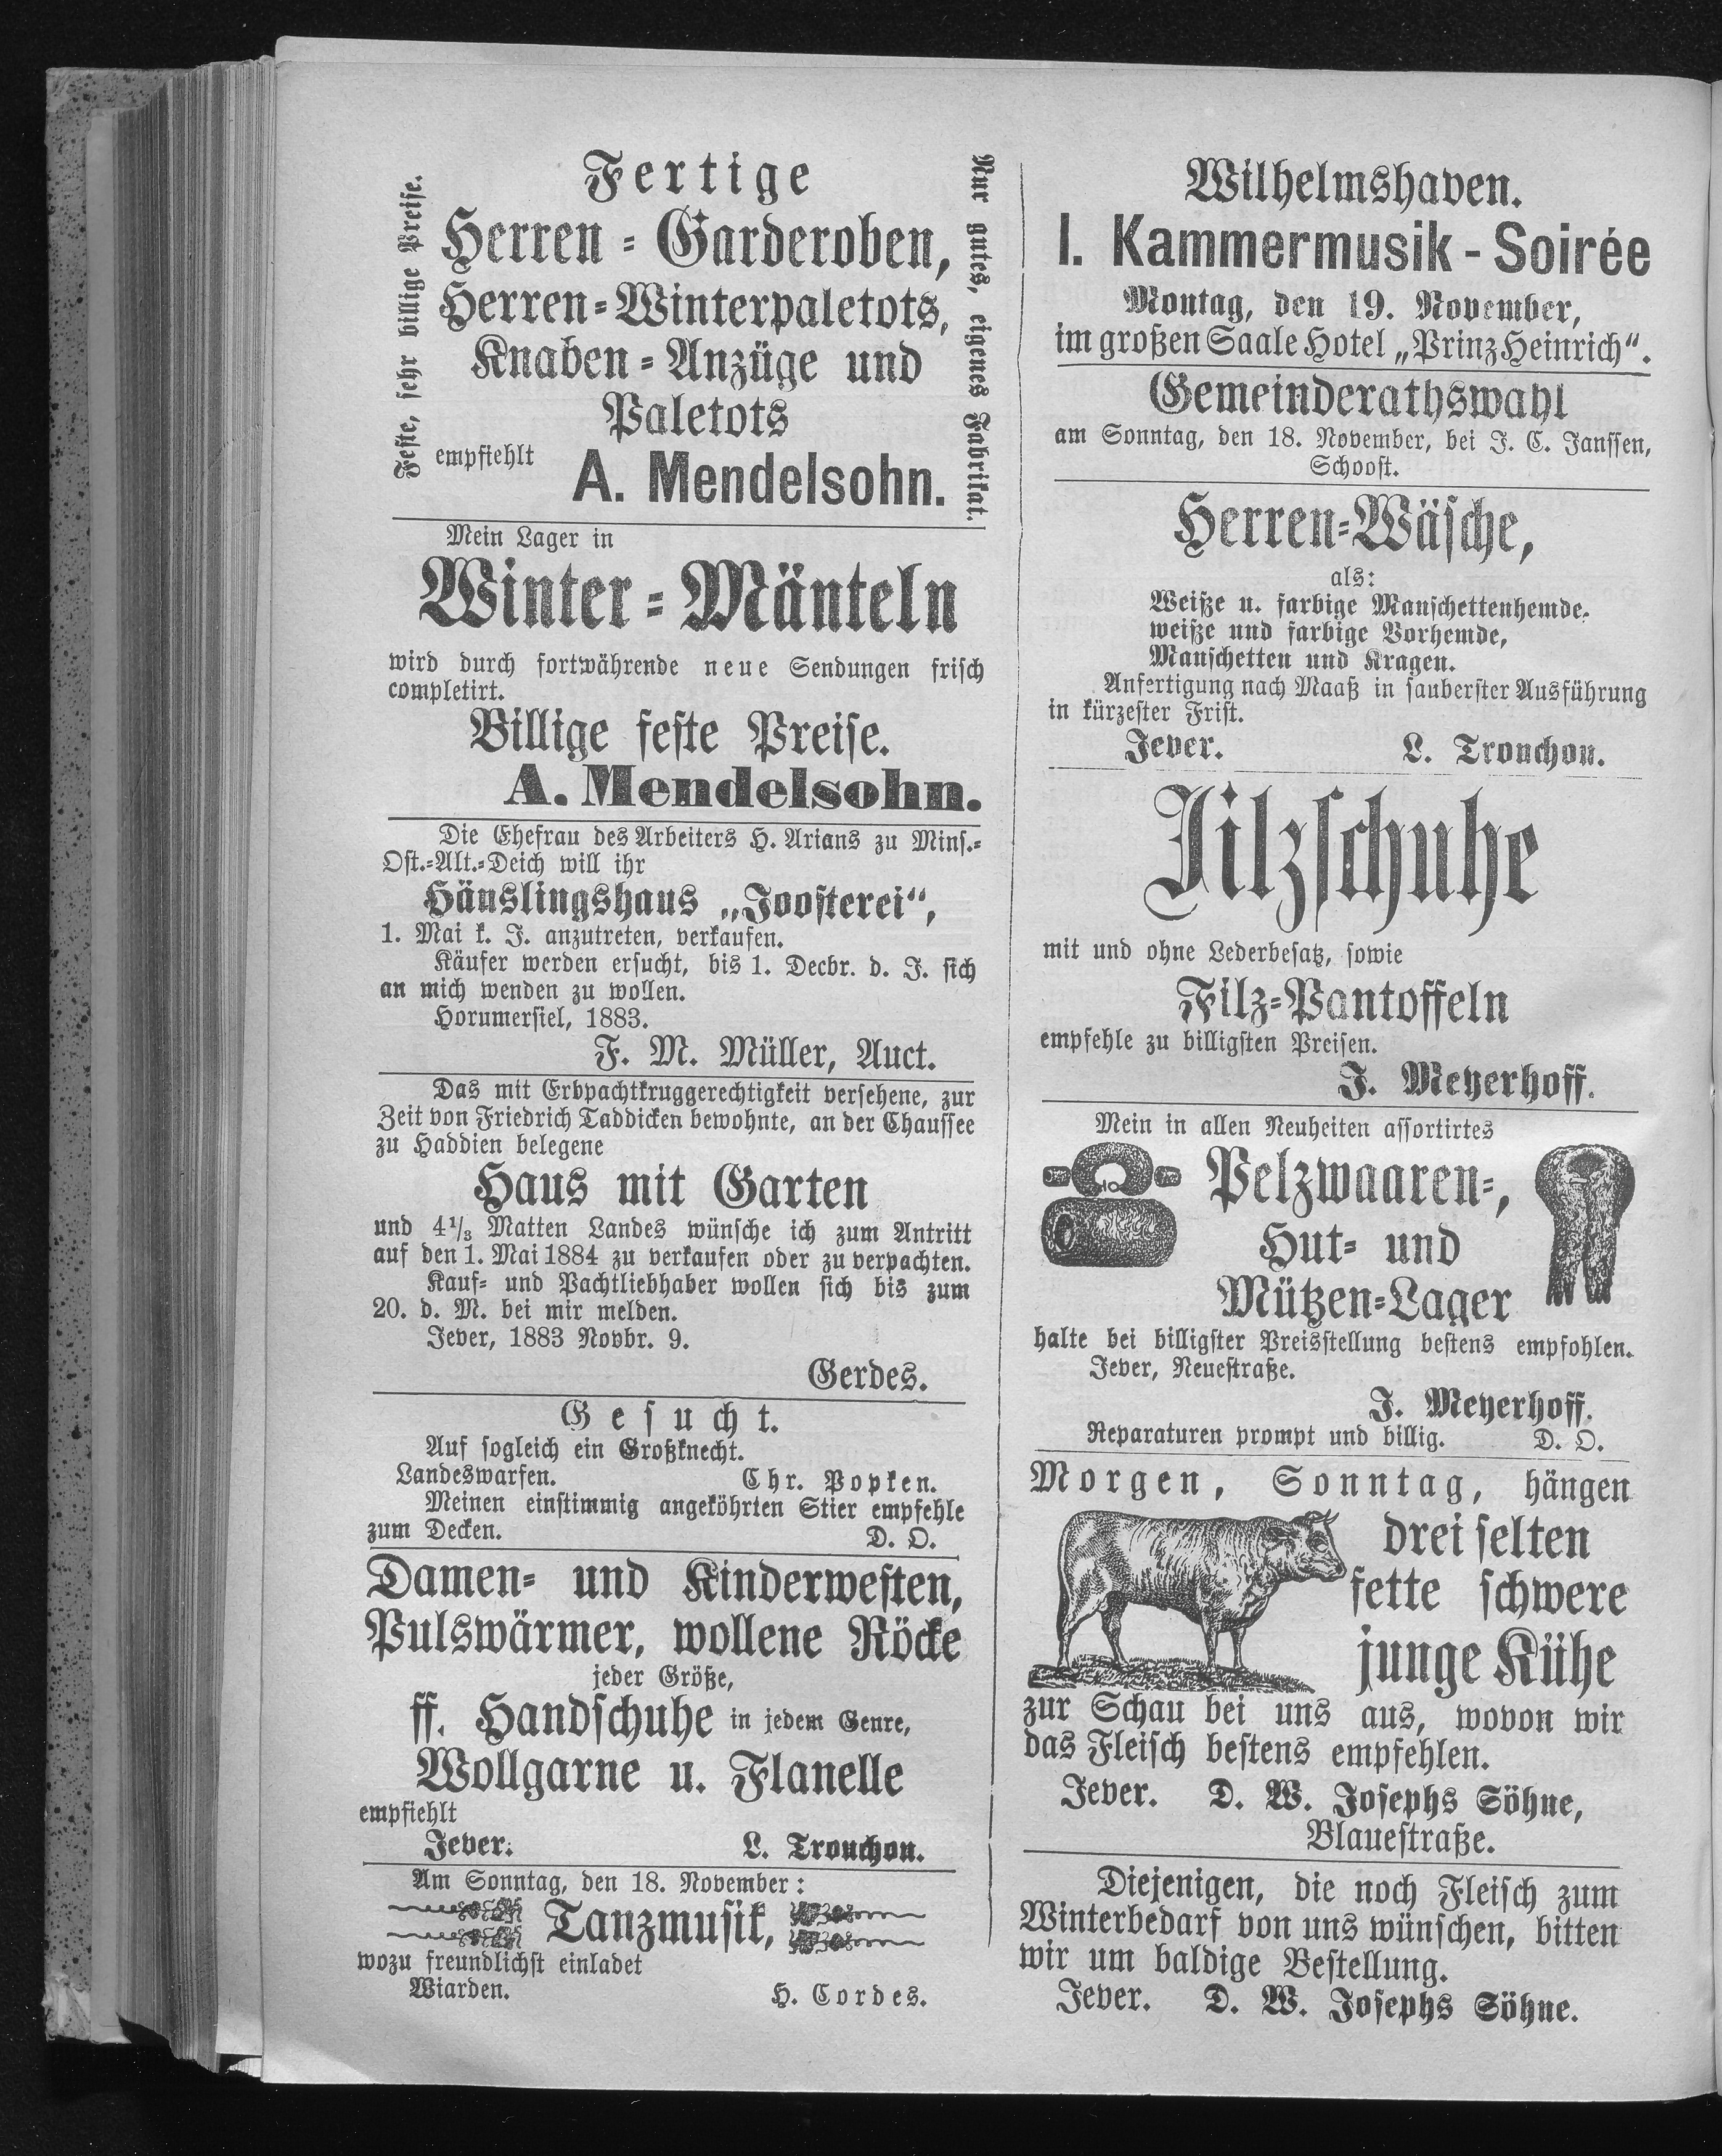 Feste, sehr billige Preise.
Fertige
Herren-Garderoben,
Herren-Winterpaletots,
Knaben-Anzüge und
Paletots
empfiehlt
A. Mendelsohn.
Nur gutes, eigenes Fabrikat.
Mein Lager in
Winter-Mänteln
wird durch fortwährende neue Sendungen frisch
completirt.
Billige feste Preise.
A. Mendelsohn.
Die Ehefrau des Arbeiters H. Arians zu Mins.-
Ost.-Alt.-Deich will ihr
Häuslingshaus „Joosterei“,
1. Mai k. J. anzutreten, verkaufen.
Käufer werden ersucht, bis 1. Decbr. d. J. sich
an mich wenden zu wollen.
Horumersiel, 1883.
F. M. Müller, Auct.
Das mit Erbpachtkruggerechtigkeit versehene, zur
Zeit von Friedrich Taddicken bewohnte, an der Chaussee
zu Haddien belegene
Haus mit Garten
und 4 1/3 Matten Landes wünsche ich zum Antritt
auf den 1. Mai 1884 zu verkaufen oder zu verpachten.
Kauf- und Pachtliebhaber wollen sich bis zum
20. d. M. bei mir melden.
Jever, 1883 Novbr. 9.
Gerdes.
Gesucht.
Auf sogleich ein Großknecht.
Landeswarfen. Chr. Popken.
Meinen einstimmig angeköhrten Stier empfehle
zum Decken. D. O.
Damen- und Kinderwesten,
Pulswärmer, wollene Röcke
jeder Größe,
ff. Handschuhe in jedem Genre,
Wollgarne u. Flanelle
empfiehlt
Jever. L. Trouchon.
Am Sonntag, den 18. November:
Tanzmusik,
wozu freundlichst einladet
Wiarden. H. Cordes.
Wilhelmshaven.
I. Kammermusik-Soirée
Montag, den 19. November,
im großen Saale Hotel „Prinz Heinrich“.
Gemeinderathswahl
am Sonntag, den 18. November, bei J. C. Janssen,
Schoost.
Herren-Wäsche,
als:
Weiße u. farbige Manschettenhemde,
weiße und farbige Vorhemde,
Manschetten und Kragen.
Anfertigung nach Maaß in sauberster Ausführung
in kürzester Frist.
Jever. L. Trouchon.
Filzschuhe
mit und ohne Lederbesatz, sowie
Filz-Pantoffeln
empfehle zu billigsten Preisen.
J. Meyerhoff.
Mein in allen Neuheiten assortirtes
Pelzwaaren-,
Hut- und
Mützen-Lager
halte bei billigster Preisstellung bestens empfohlen.
Jever, Neuestraße.
J. Meyerhoff.
Reparaturen prompt und billig. D. O.
Morgen, Sonntag, hängen
drei selten
fette schwere
junge Kühe
zur Schau bei uns aus, wovon wir
das Fleisch bestens empfehlen.
Jever. D. W. Josephs Söhne,
Blauestraße.
Diejenigen, die noch Fleisch zum
Winterbedarf von uns wünschen, bitten
wir um baldige Bestellung.
Jever. D. W. Josephs Söhne.